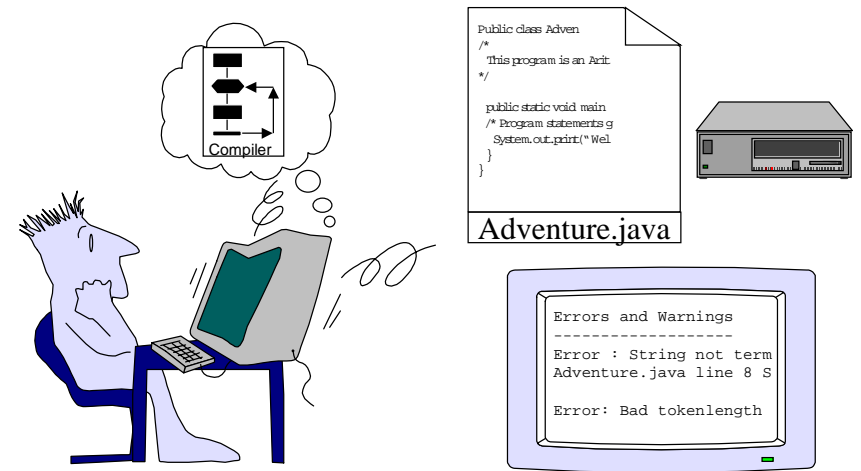 Compiler
Public class Adven
/*
This program is an Arit
*/
public static void main
/* Program statements g
System.out.print("Wel
}
}
Adventure.java
Errors and Warnings
-------------------
Error : String not term
Adventure.java line 8 S
Error: Bad tokenlength